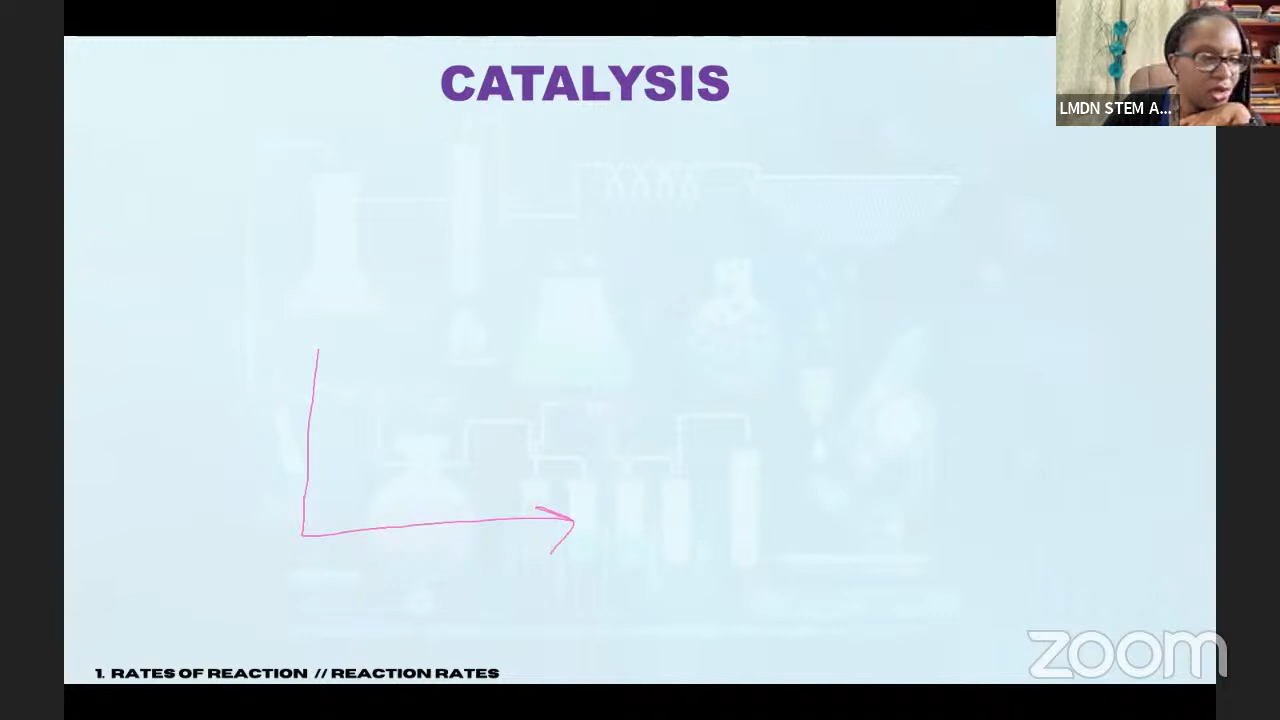 CATALYSIS
LMDN STEM A...
1. RATES OF REACTION // REACTION RATES
zoom